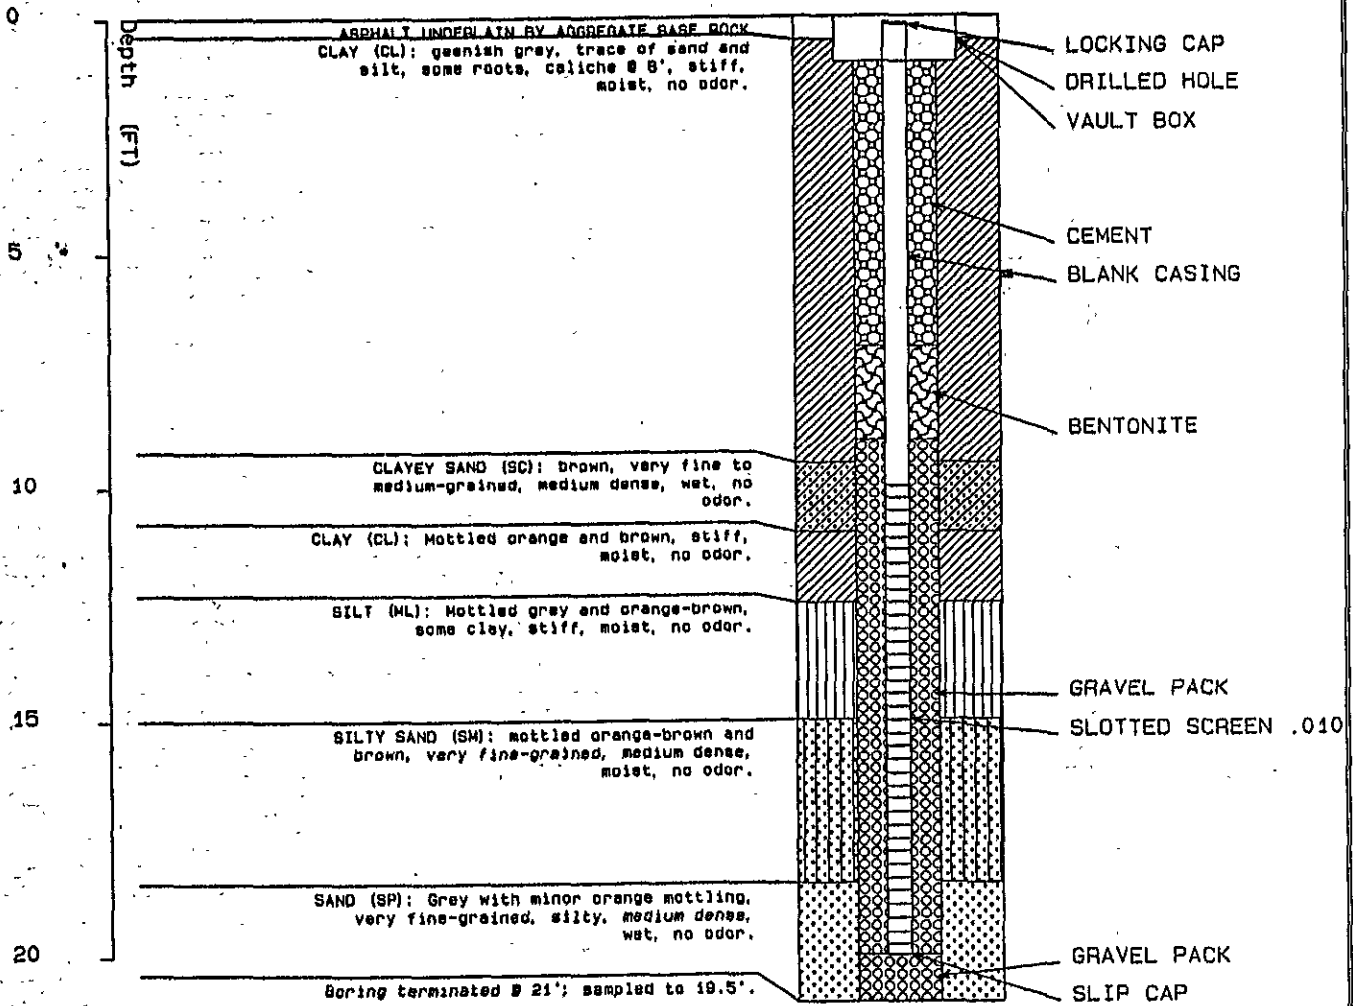 0
Depth (FT)
ASPHALT UNDERLAIN BY AGGREGATE BASE ROCK
CLAY (CL): geenish gray, trace of sand and
silt, some roots, caliche @ 8', stiff,
moist, no odor.
LOCKING CAP
DRILLED HOLE
VAULT BOX
CEMENT
5
BLANK CASING
BENTONITE
CLAYEY SAND (SC): brown, very fine to
medium-grained, medium dense, wet, no
odor.
10
CLAY (CL): Mottled orange and brown, stiff,
moist, no odor.
SILT (ML): Mottled grey and orange-brown,
some clay, stiff, moist, no odor.
GRAVEL PACK
15
SLOTTED SCREEN .010
SILTY SAND (SM): mottled orange-brown and
brown, very fine-grained, medium dense,
moist, no odor.
SAND (SP): Grey with minor orange mottling,
very fine-grained, silty, medium dense,
wet, no odor.
20
GRAVEL PACK
SLIP CAP
Boring terminated @ 21'; sampled to 19.5'.